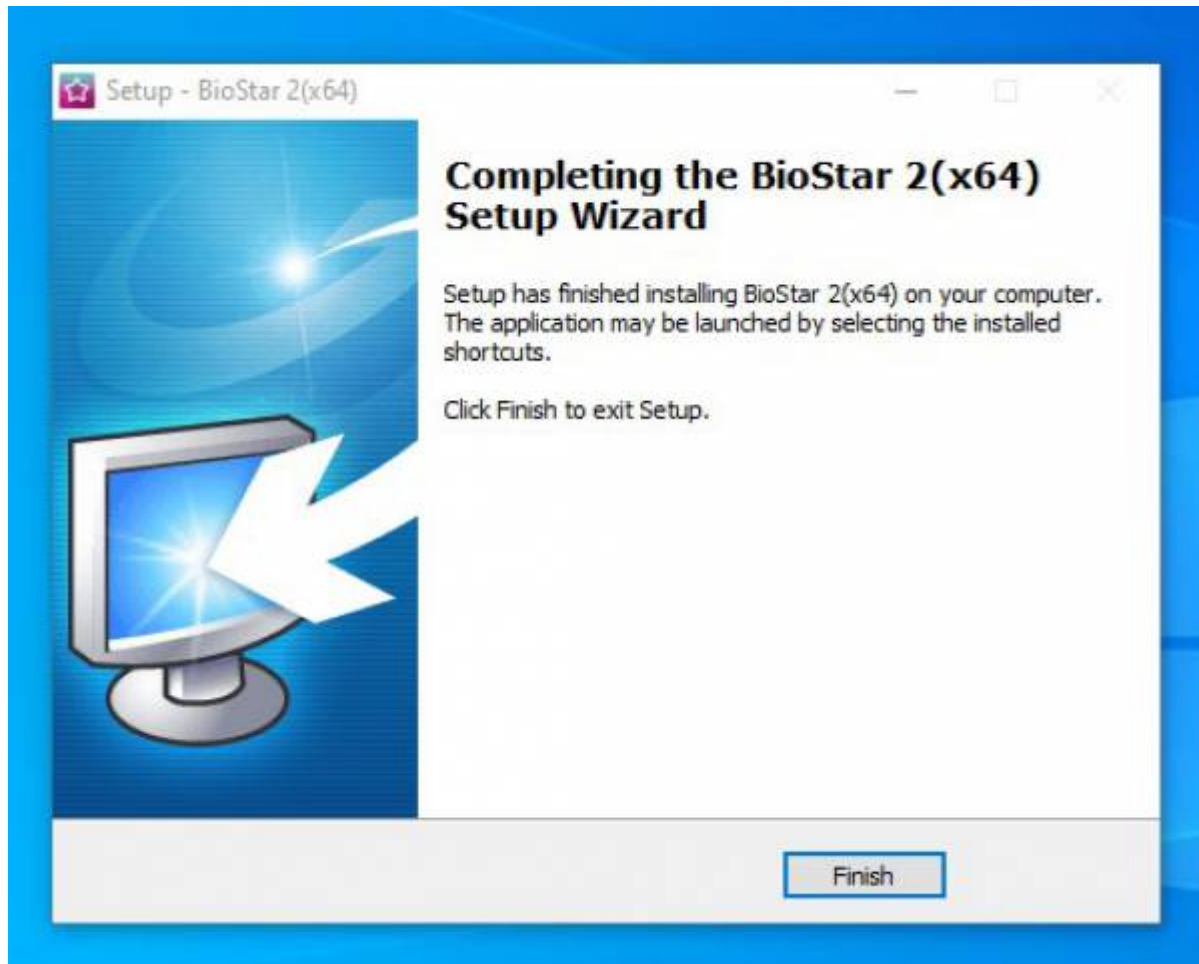 Setup - BioStar 2(x64)
Completing the BioStar 2(x64)
Setup Wizard
Setup has finished installing BioStar 2(x64) on your computer.
The application may be launched by selecting the installed
shortcuts.
Click Finish to exit Setup.
Finish